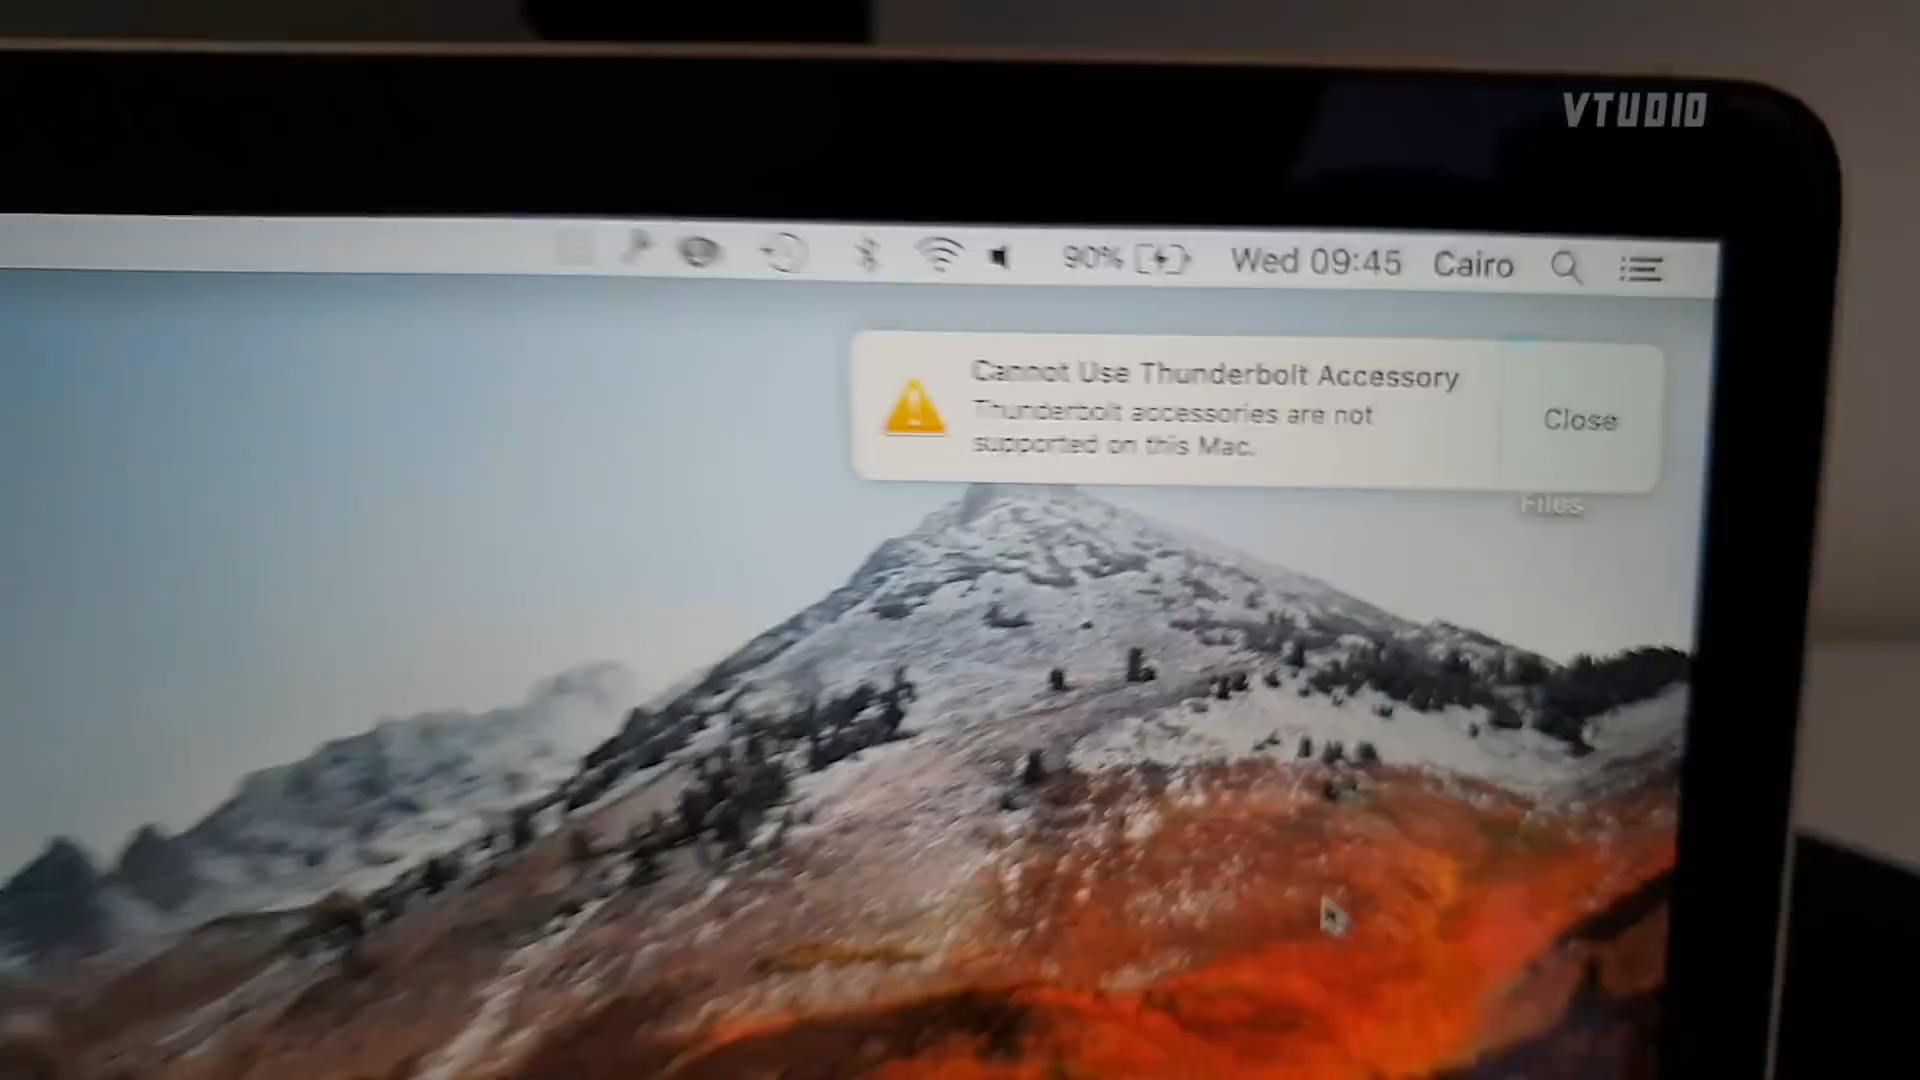 VTUDIO
90% Wed 09:45 Cairo
Cannot Use Thunderbolt Accessory
Thunderbolt accessories are not
supported on this Mac.
Close
Files